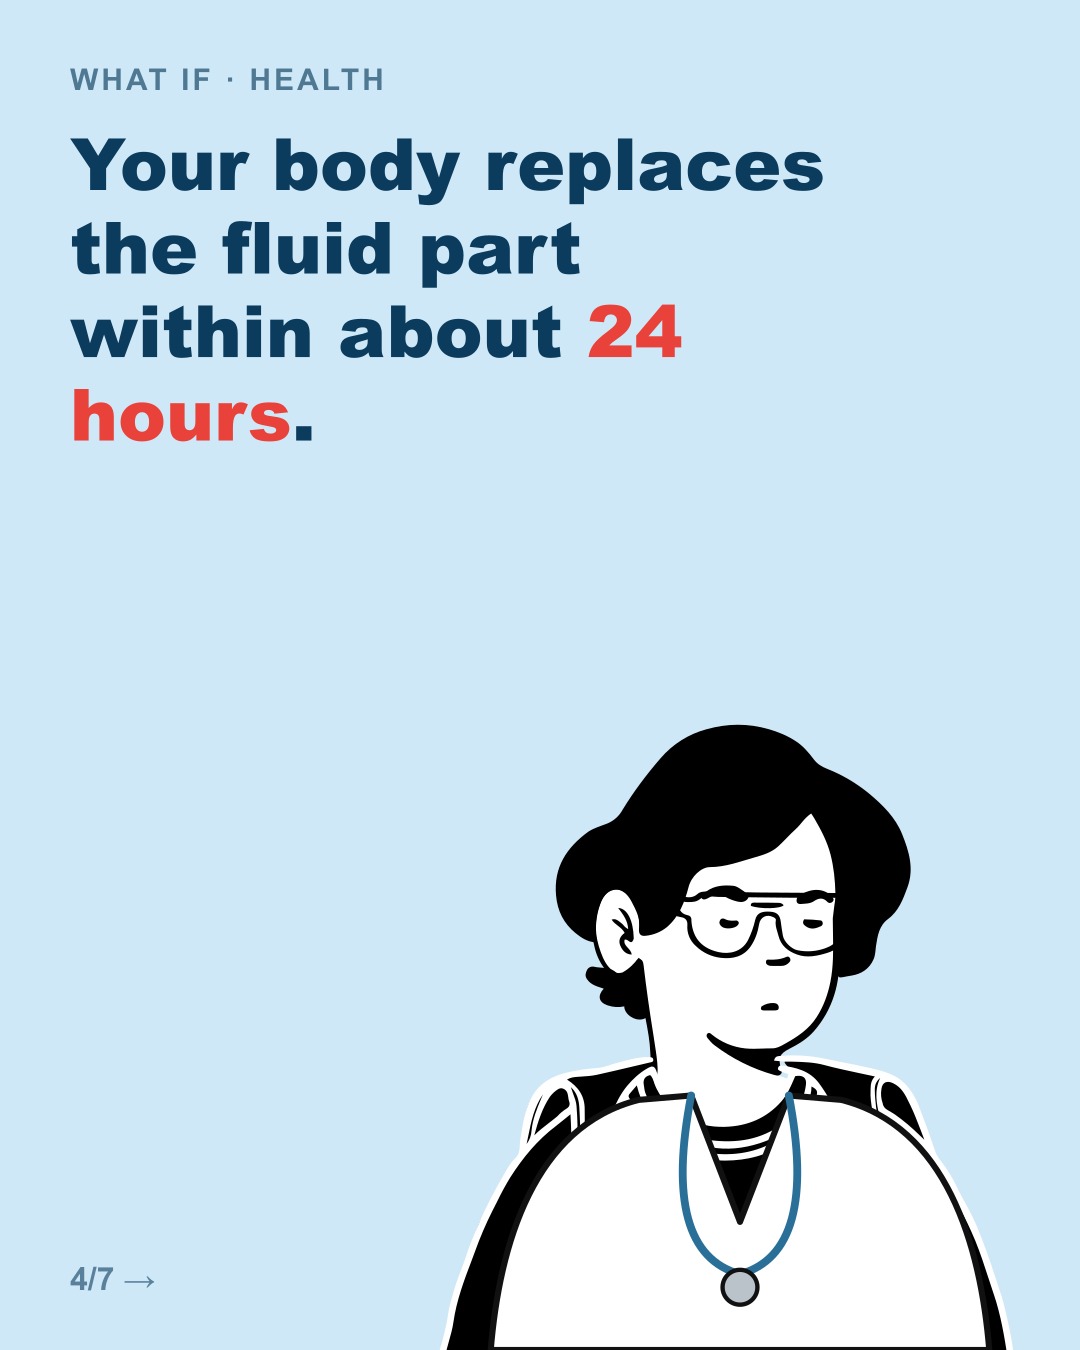 WHAT IF · HEALTH
Your body replaces
the fluid part
within about 24
hours.
4/7 →